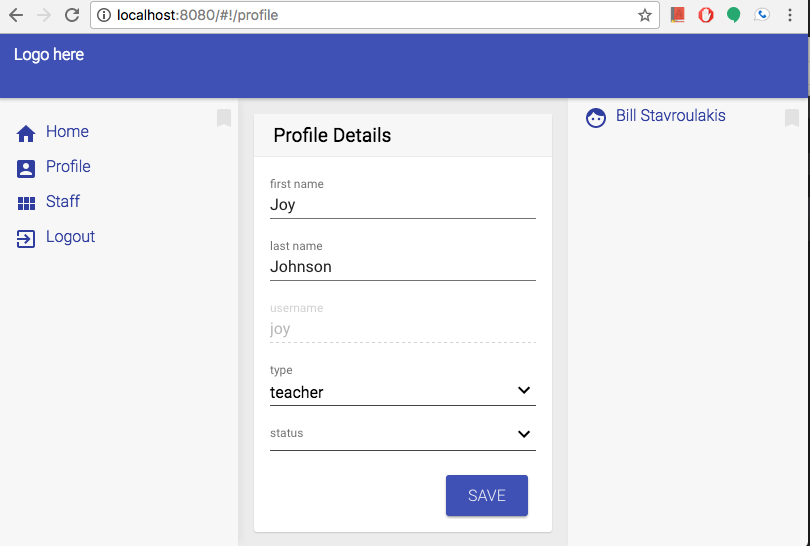 localhost:8080/#!/profile
Logo here
Home
Profile
Staff
Logout
Profile Details
first name
Joy
last name
Johnson
username
joy
type
teacher
status
SAVE
Bill Stavroulakis